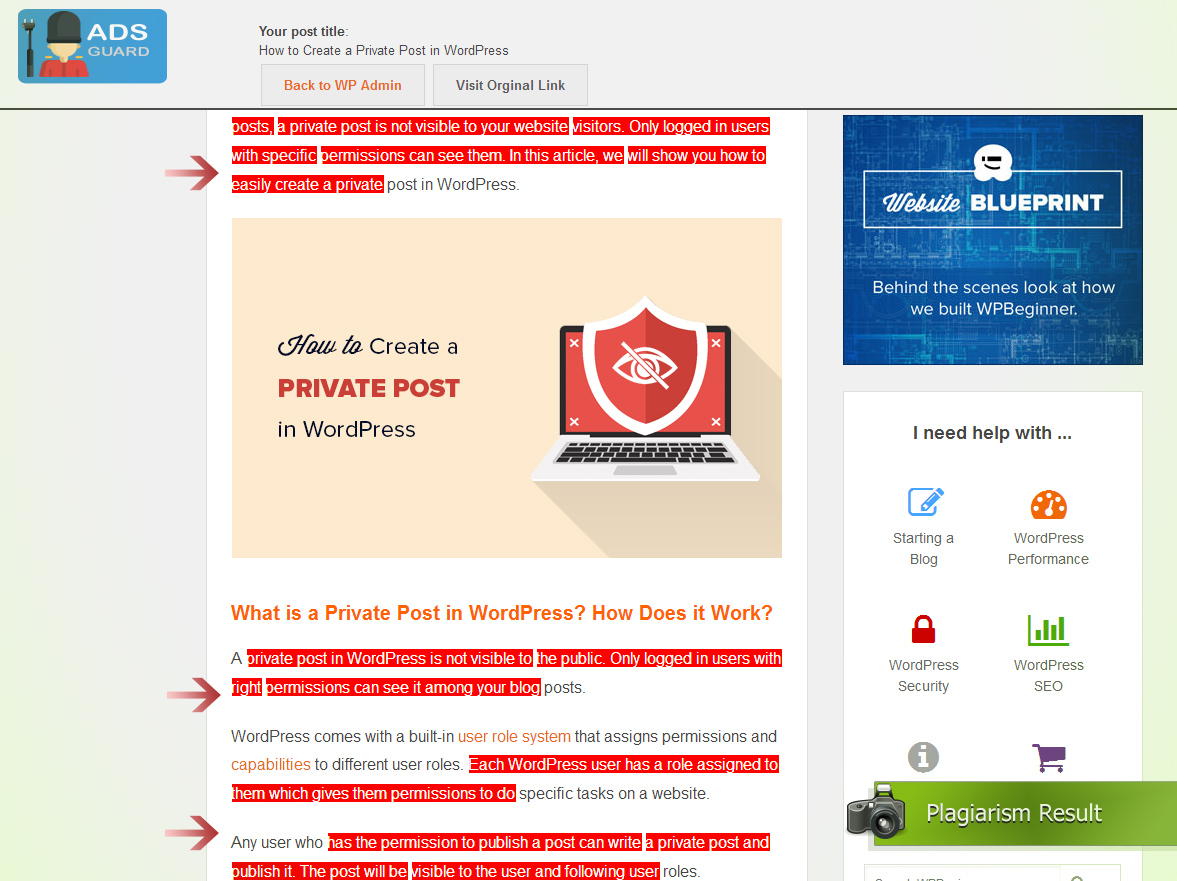 ADS
GUARD
Your post title:
How to Create a Private Post in WordPress
Back to WP Admin
Visit Orginal Link
posts, a private post is not visible to your website visitors. Only logged in users
with specific permissions can see them. In this article, we will show you how to
easily create a private post in WordPress.
How to Create a
PRIVATE POST
in WordPress
What is a Private Post in WordPress? How Does it Work?
A private post in WordPress is not visible to the public. Only logged in users with
right permissions can see it among your blog posts.
WordPress comes with a built-in user role system that assigns permissions and
capabilities to different user roles. Each WordPress user has a role assigned to
them which gives them permissions to do specific tasks on a website.
Any user who has the permission to publish a post can write a private post and
publish it. The post will be visible to the user and following user roles.
Website BLUEPRINT
Behind the scenes look at how
we built WPBeginner.
I need help with ...
Starting a
Blog
WordPress
Performance
WordPress
Security
WordPress
SEO
Plagiarism Result